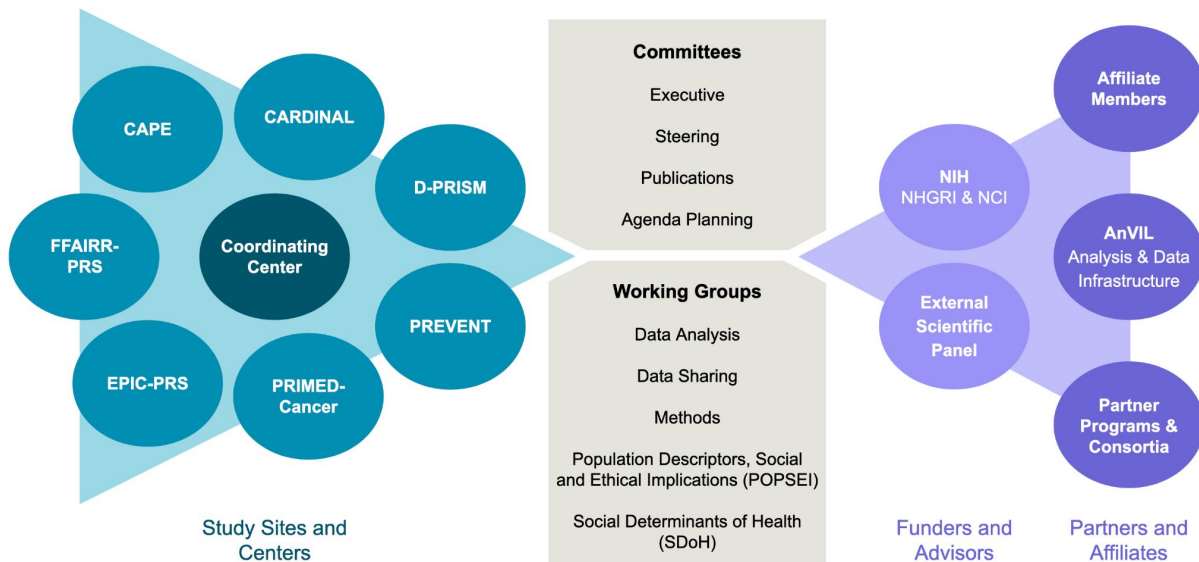 CAPE
CARDINAL
D-PRISM
FFAIRR-
PRS
Coordinating
Center
EPIC-PRS
PRIMED-
Cancer
PREVENT
Study Sites and
Centers
Committees
Executive
Steering
Publications
Agenda Planning
Working Groups
Data Analysis
Data Sharing
Methods
Population Descriptors, Social
and Ethical Implications (POPSEI)
Social Determinants of Health
(SDoH)
NIH
NHGRI & NCI
External
Scientific
Panel
Funders and
Advisors
Affiliate
Members
AnVIL
Analysis & Data
Infrastructure
Partner
Programs &
Consortia
Partners and
Affiliates